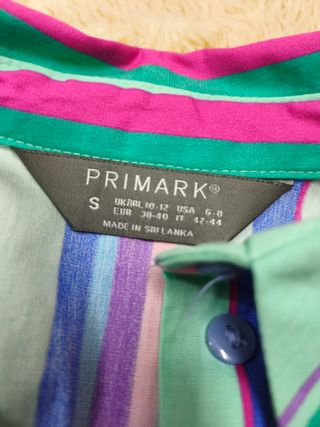 PRIMARK®
S UK/IRL 10-12 USA 6-8
EUR 38-40 IT 42-44
MADE IN SRI LANKA